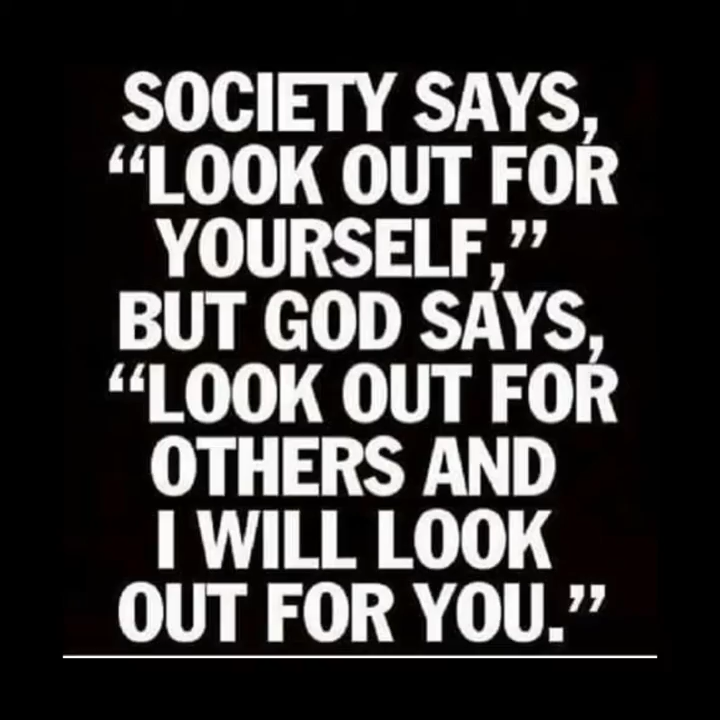 SOCIETY SAYS,
“LOOK OUT FOR
YOURSELF,”
BUT GOD SAYS,
“LOOK OUT FOR
OTHERS AND
I WILL LOOK
OUT FOR YOU.”